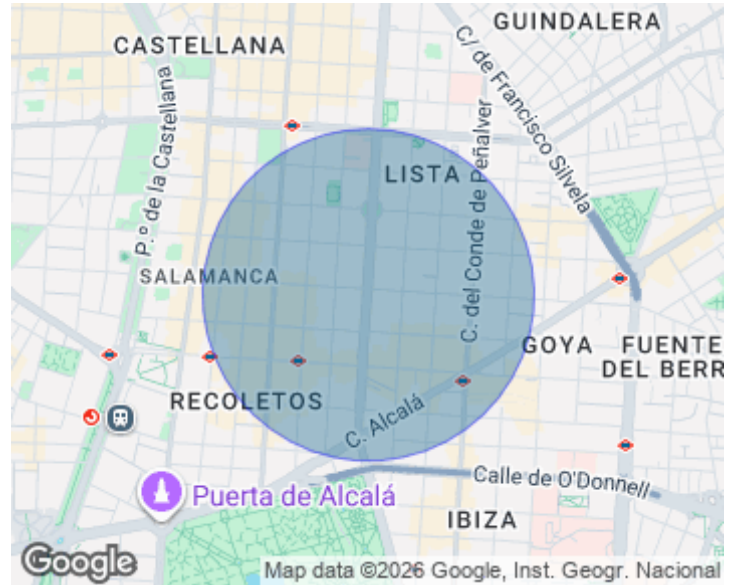 GUINDALERA
CASTELLANA
C/ de Francisco Silvela
P.º de la Castellana
LISTA
C. del Conde de Peñalver
SALAMANCA
GOYA
FUENTE
DEL BERR
RECOLETOS
C. Alcalá
Puerta de Alcalá
Calle de O'Donnell
IBIZA
Google
Map data ©2026 Google, Inst. Geogr. Nacional